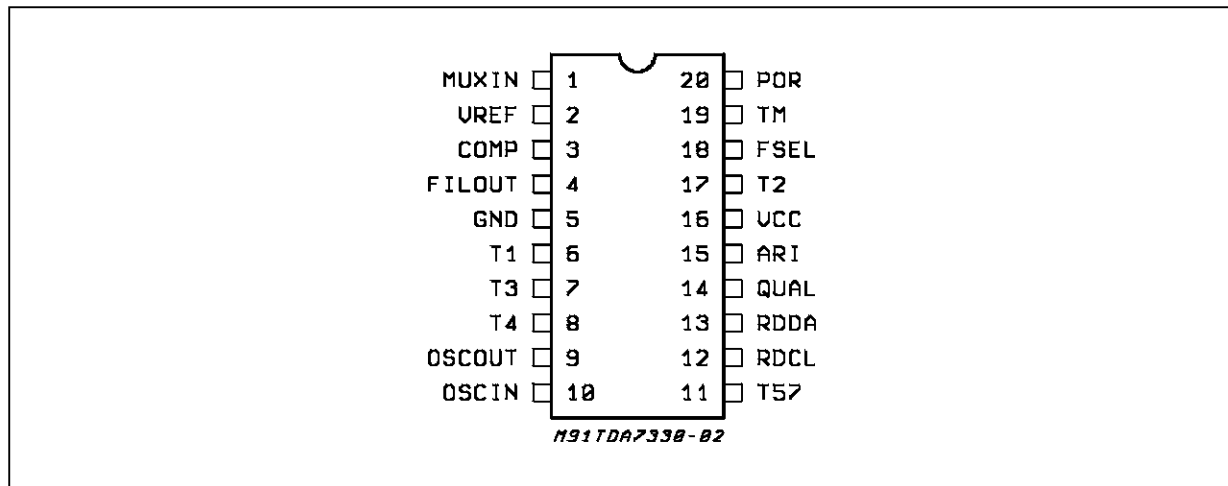 MUXIN 1 20 POR
VREF 2 19 TM
COMP 3 18 FSEL
FILOUT 4 17 T2
GND 5 16 VCC
T1 6 15 ARI
T3 7 14 QUAL
T4 8 13 RDDA
OSCOUT 9 12 RDCL
OSCIN 10 11 T57
M91TDA7330-02